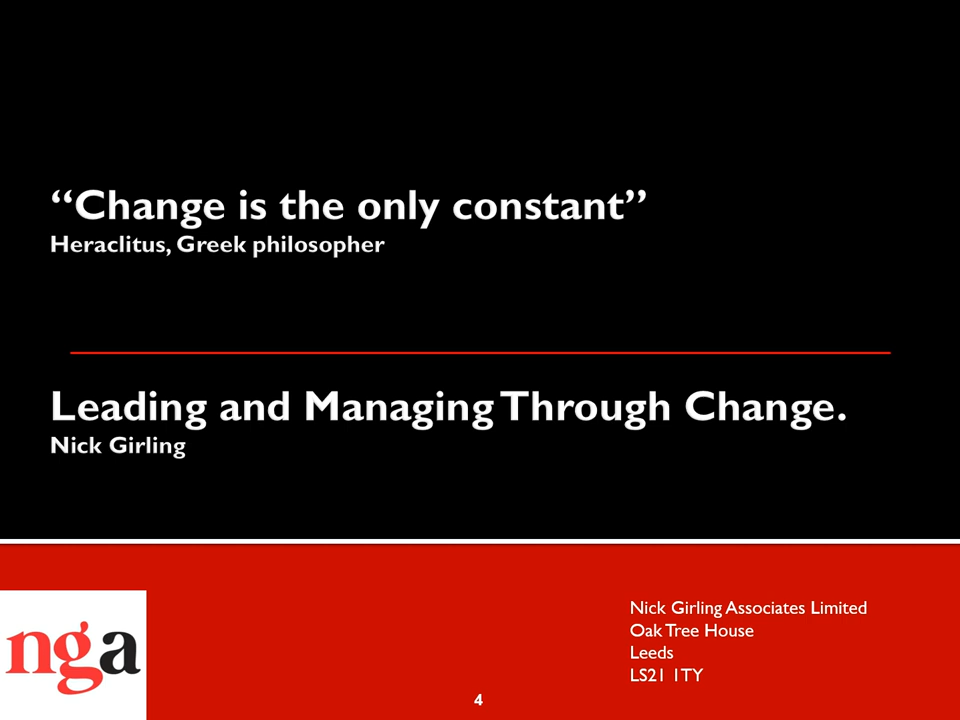 “Change is the only constant”
Heraclitus, Greek philosopher
Leading and Managing Through Change.
Nick Girling
nga
Nick Girling Associates Limited
Oak Tree House
Leeds
LS21 1TY
4